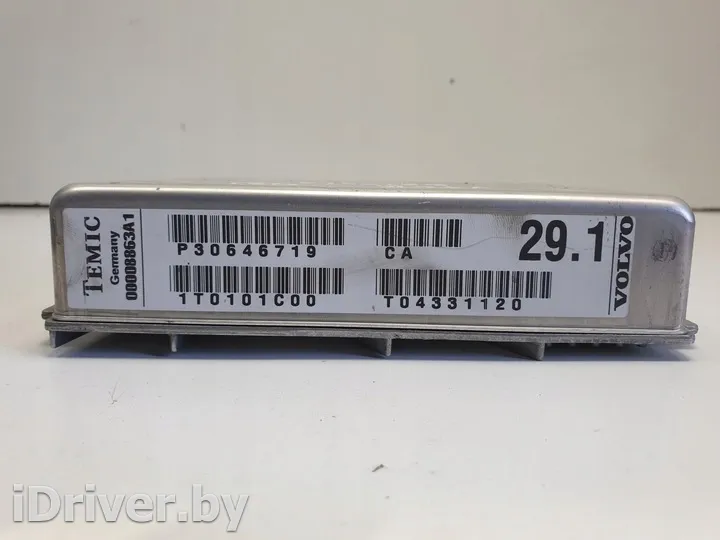 TEMIC
Germany
00008863A1
P30646719
CA
29.1
1T0101C00
T04331120
VOLVO
iDriver.by